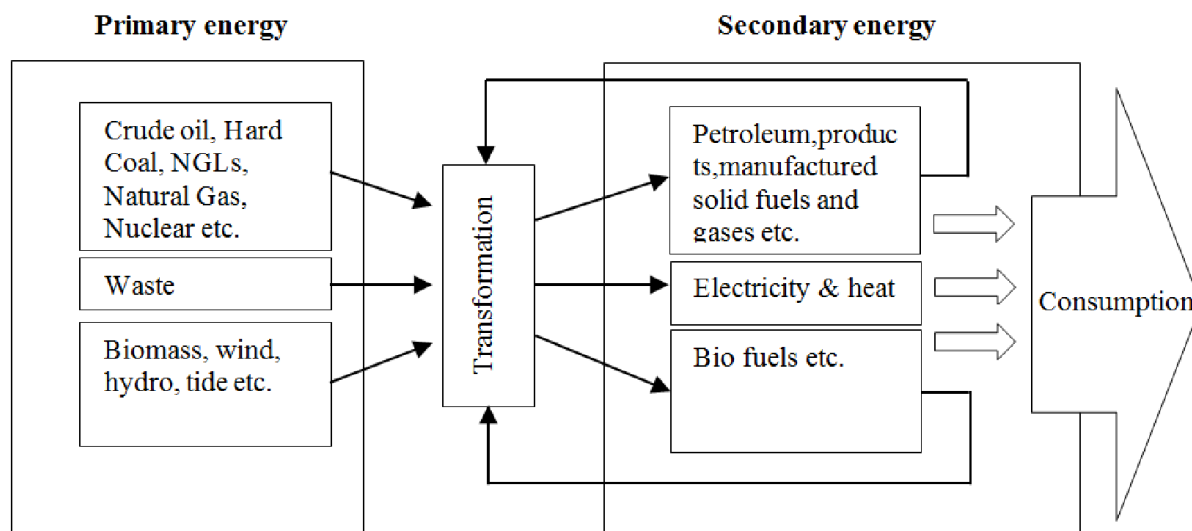 Primary energy
Secondary energy
Crude oil, Hard
Coal, NGLs,
Natural Gas,
Nuclear etc.
Waste
Biomass, wind,
hydro, tide etc.
Transformation
Petroleum,produc
ts,manufactured
solid fuels and
gases etc.
Electricity & heat
Bio fuels etc.
Consumption